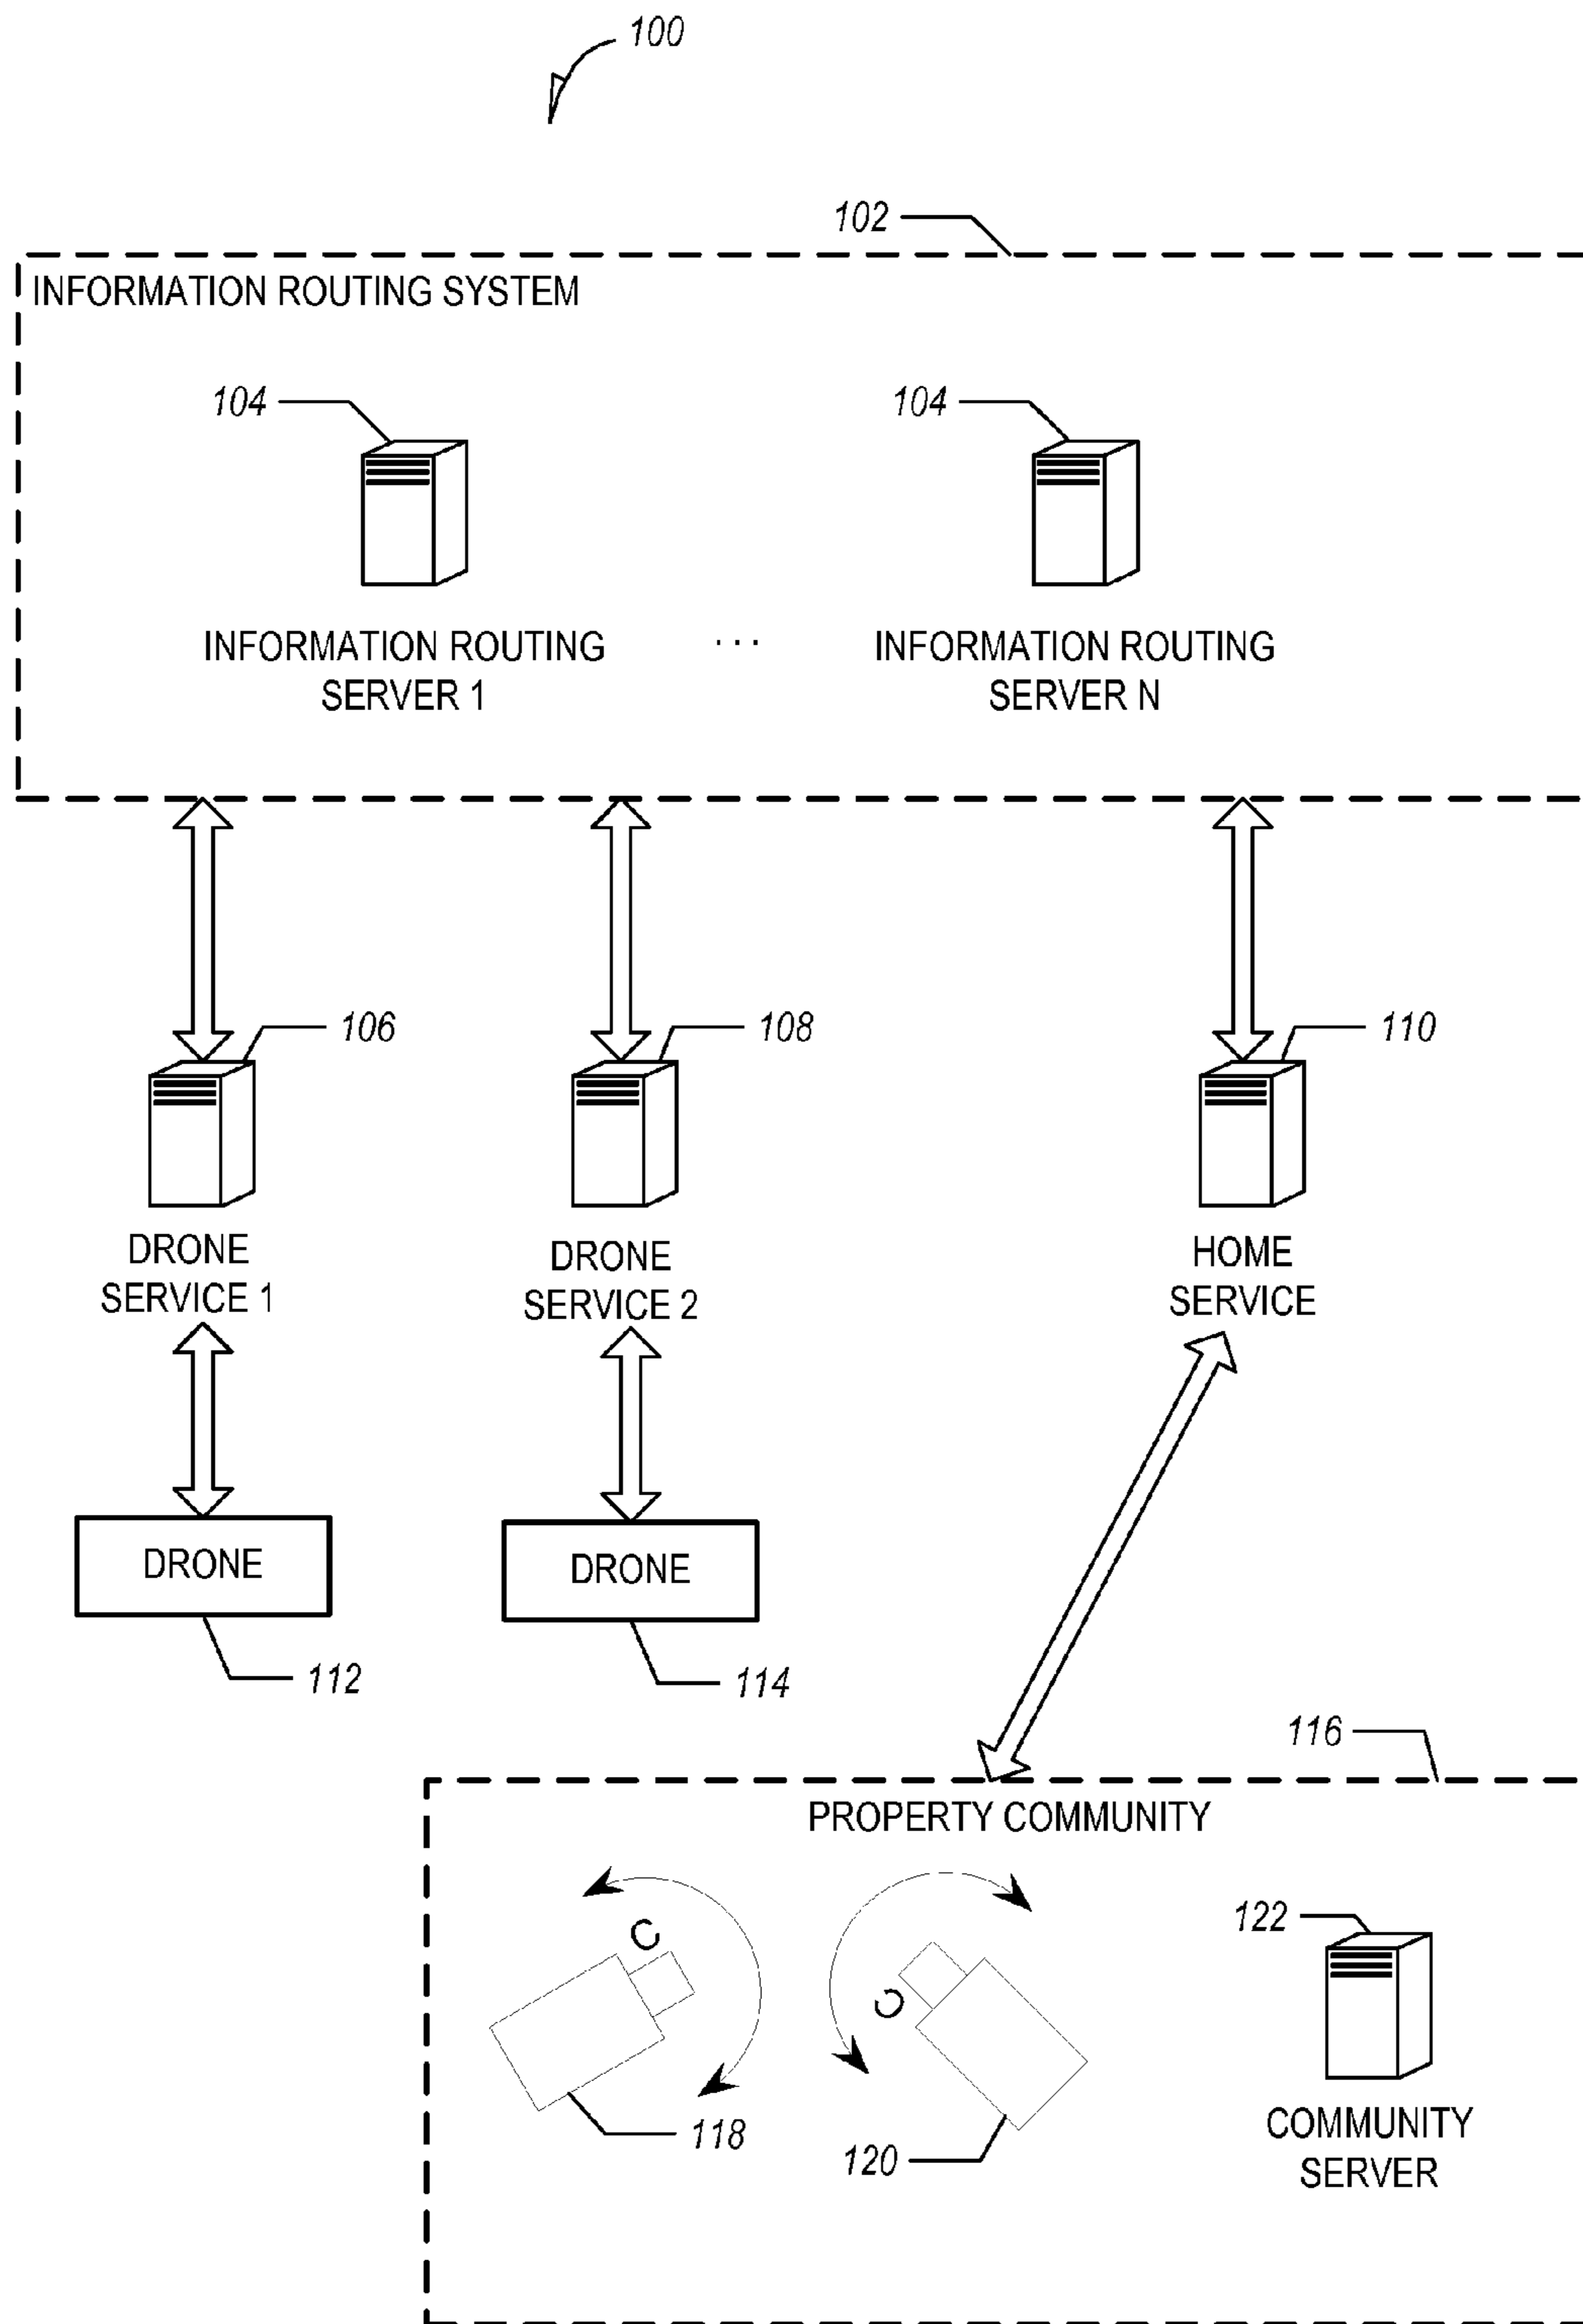 100
102
INFORMATION ROUTING SYSTEM
104
104
INFORMATION ROUTING
SERVER 1
...
INFORMATION ROUTING
SERVER N
106
108
110
DRONE
SERVICE 1
DRONE
SERVICE 2
HOME
SERVICE
DRONE
DRONE
112
114
116
PROPERTY COMMUNITY
122
118
120
COMMUNITY
SERVER